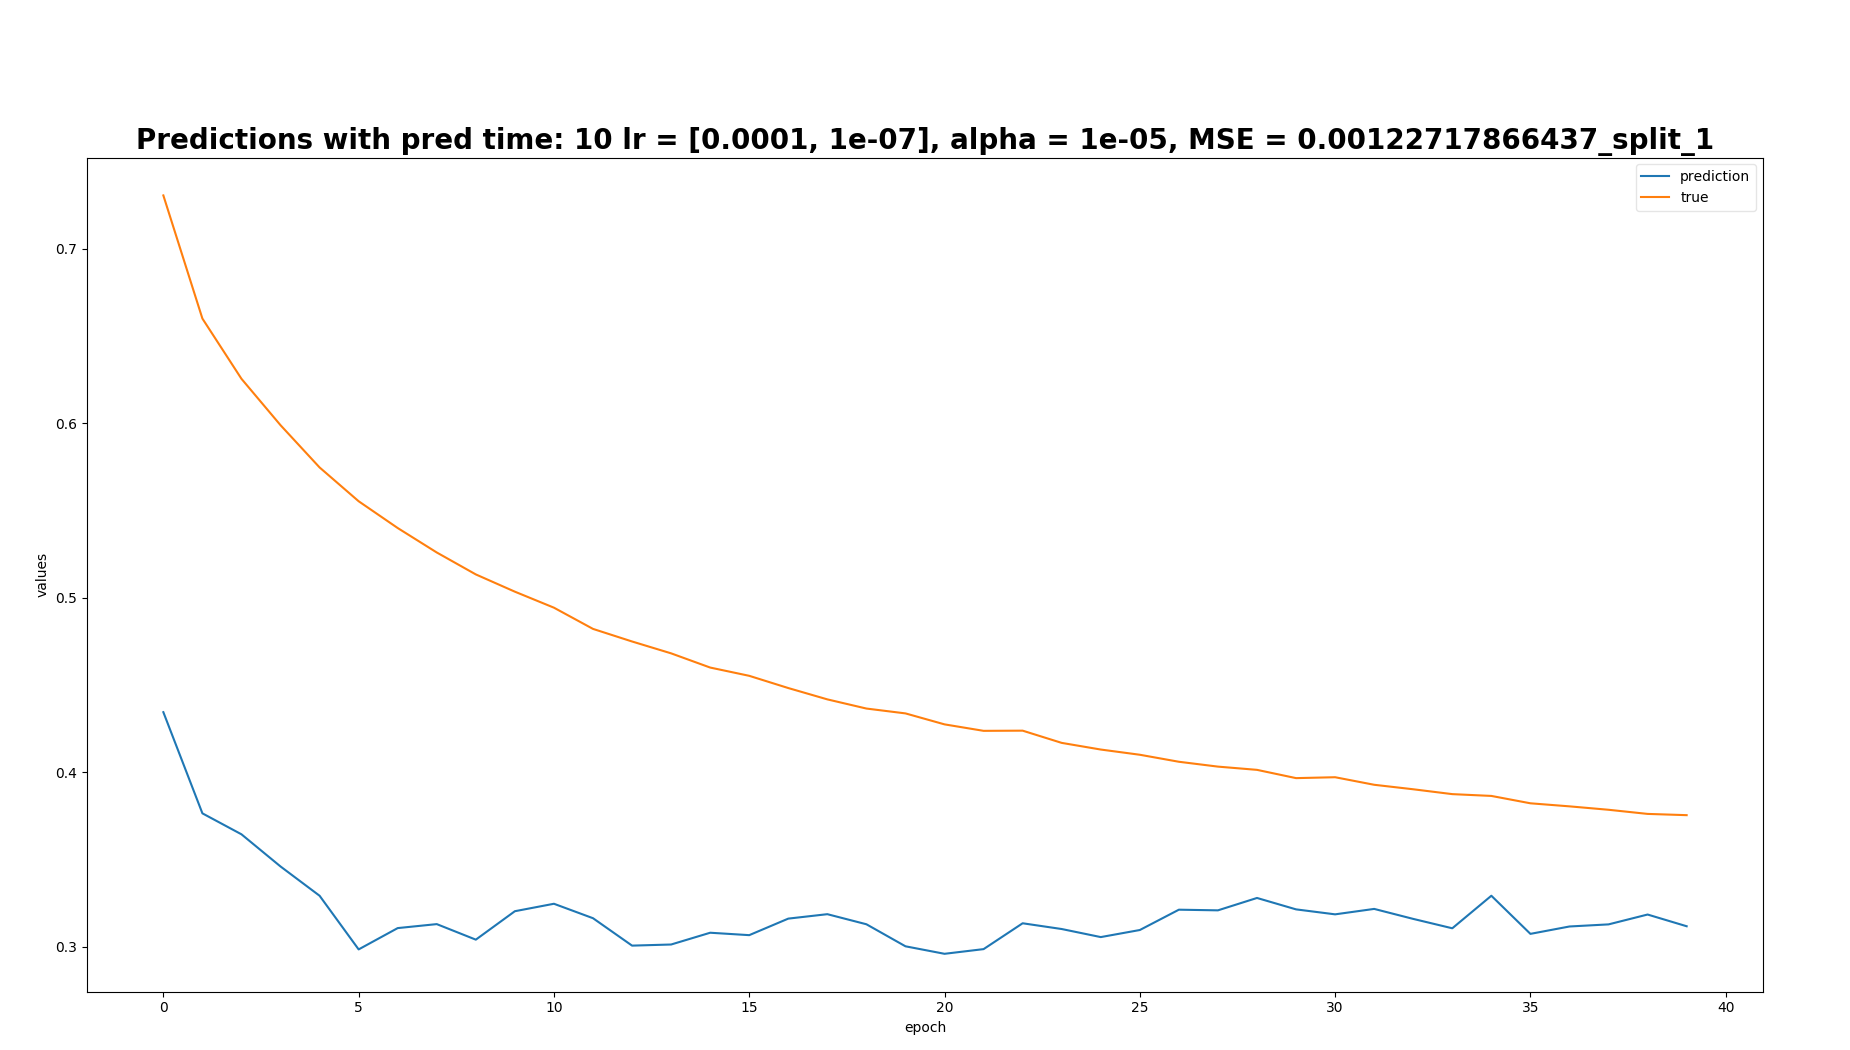 Predictions with pred time: 10 lr = [0.0001, 1e-07], alpha = 1e-05, MSE = 0.00122717866437_split_1
prediction
true
values
0.7
0.6
0.5
0.4
0.3
0 5 10 15 20 25 30 35 40
epoch